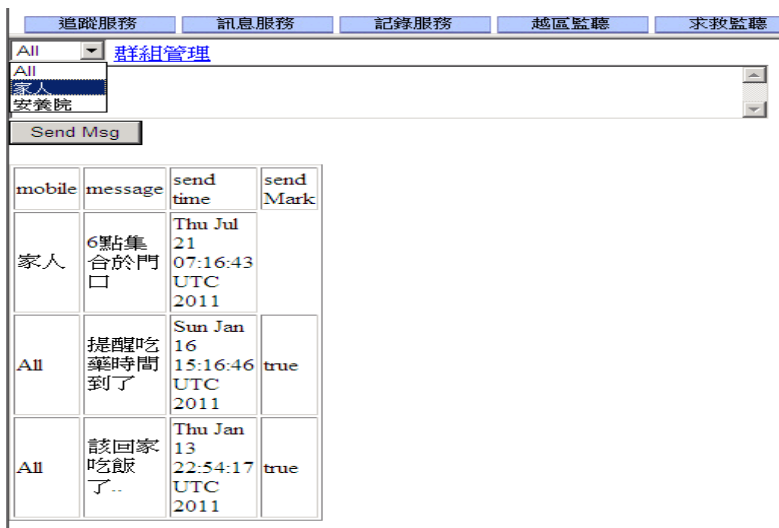 追蹤服務 訊息服務 記錄服務 越區監聽 求救監聽
All 群組管理
All
家人
安養院
Send Msg
mobile message send time send Mark
家人 6點集合於門口 Thu Jul 21 07:16:43 UTC 2011
All 提醒吃藥時間到了 Sun Jan 16 15:16:46 UTC 2011 true
All 該回家吃飯了.. Thu Jan 13 22:54:17 UTC 2011 true